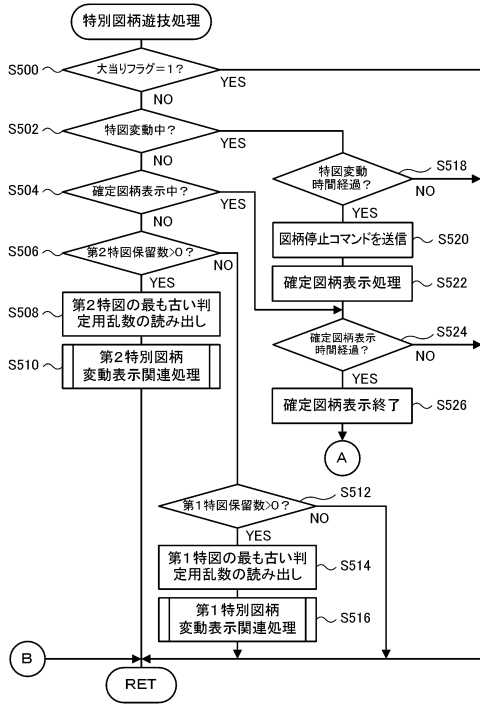 特別図柄遊技処理
S500
大当りフラグ=1?
YES
NO
S502
特図変動中?
YES
NO
S504
確定図柄表示中?
YES
NO
S506
第2特図保留数>0?
NO
YES
S508
第2特図の最も古い判
定用乱数の読み出し
S510
第2特別図柄
変動表示関連処理
特図変動
時間経過?
S518
NO
YES
図柄停止コマンドを送信
S520
確定図柄表示処理
S522
確定図柄表示
時間経過?
S524
NO
YES
確定図柄表示終了
S526
A
第1特図保留数>0?
S512
NO
YES
第1特図の最も古い判
定用乱数の読み出し
S514
第1特別図柄
変動表示関連処理
S516
B
RET